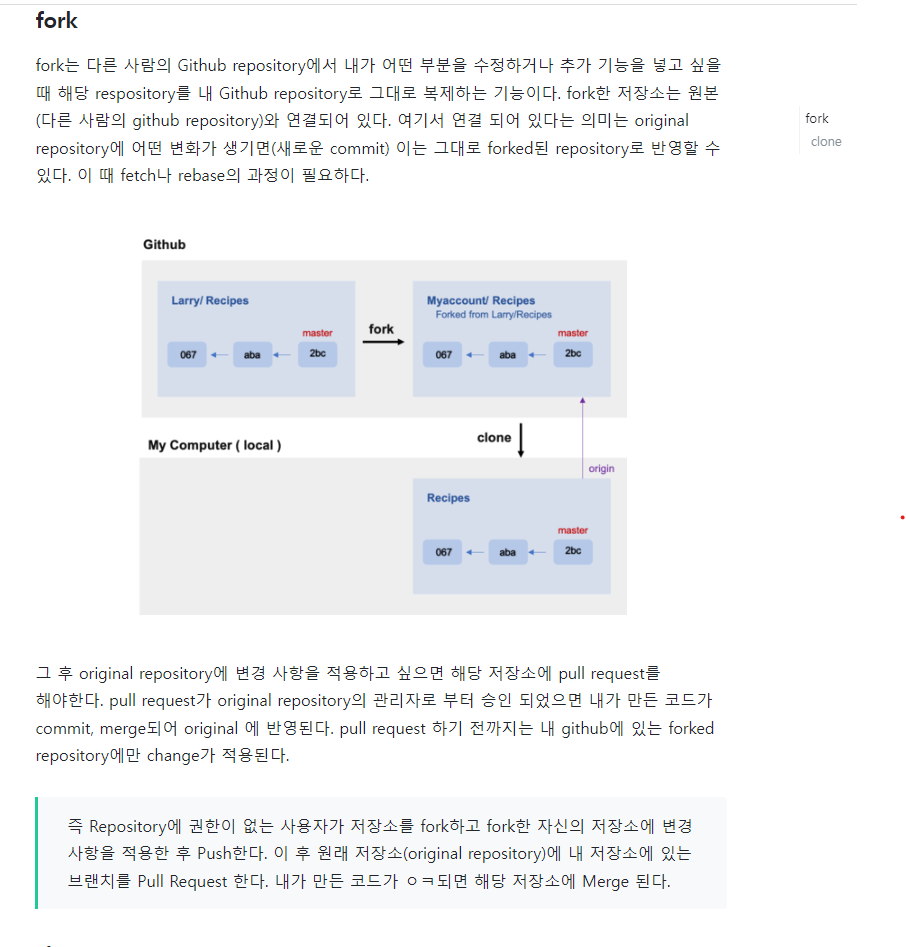 fork
fork는 다른 사람의 Github repository에서 내가 어떤 부분을 수정하거나 추가 기능을 넣고 싶을
때 해당 respository를 내 Github repository로 그대로 복제하는 기능이다. fork한 저장소는 원본
(다른 사람의 github repository)와 연결되어 있다. 여기서 연결 되어 있다는 의미는 original
repository에 어떤 변화가 생기면(새로운 commit) 이는 그대로 forked된 repository로 반영할 수
있다. 이 때 fetch나 rebase의 과정이 필요하다.
fork
clone
Github
Larry/ Recipes
master
067 aba 2bc
fork
Myaccount/ Recipes
Forked from Larry/Recipes
master
067 aba 2bc
My Computer ( local )
clone
origin
Recipes
master
067 aba 2bc
그 후 original repository에 변경 사항을 적용하고 싶으면 해당 저장소에 pull request를
해야한다. pull request가 original repository의 관리자로 부터 승인 되었으면 내가 만든 코드가
commit, merge되어 original 에 반영된다. pull request 하기 전까지는 내 github에 있는 forked
repository에만 change가 적용된다.
즉 Repository에 권한이 없는 사용자가 저장소를 fork하고 fork한 자신의 저장소에 변경
사항을 적용한 후 Push한다. 이 후 원래 저장소(original repository)에 내 저장소에 있는
브랜치를 Pull Request 한다. 내가 만든 코드가 ㅇㅋ되면 해당 저장소에 Merge 된다.